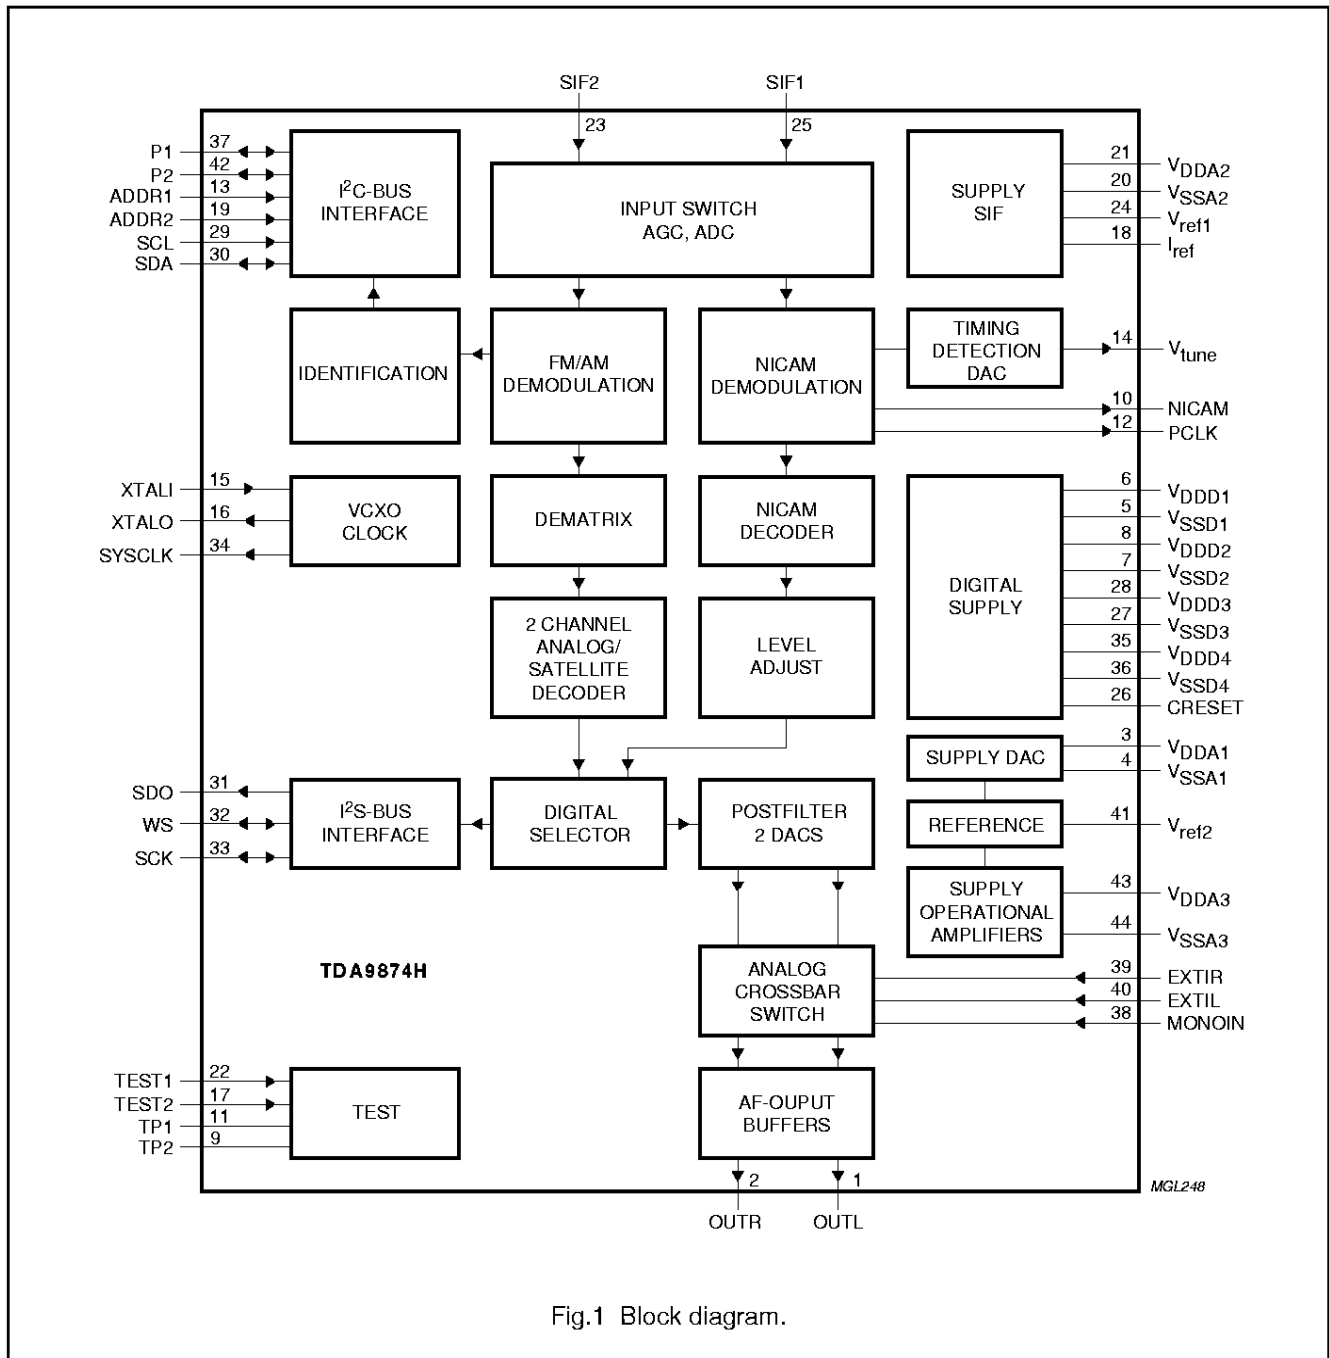 SIF2
SIF1
23
25
P1
37
P2
42
ADDR1
13
ADDR2
19
SCL
29
SDA
30
I²C-BUS
INTERFACE
INPUT SWITCH
AGC, ADC
SUPPLY
SIF
21
VDDA2
20
VSSA2
24
Vref1
18
Iref
IDENTIFICATION
FM/AM
DEMODULATION
NICAM
DEMODULATION
TIMING
DETECTION
DAC
14
Vtune
10
NICAM
12
PCLK
XTALI
15
XTALO
16
SYSCLK
34
VCXO
CLOCK
DEMATRIX
NICAM
DECODER
DIGITAL
SUPPLY
6
VDDD1
5
VSSD1
8
VDDD2
7
VSSD2
28
VDDD3
27
VSSD3
35
VDDD4
36
VSSD4
26
CRESET
2 CHANNEL
ANALOG/
SATELLITE
DECODER
LEVEL
ADJUST
SUPPLY DAC
3
VDDA1
4
VSSA1
SDO
31
WS
32
SCK
33
I²S-BUS
INTERFACE
DIGITAL
SELECTOR
POSTFILTER
2 DACS
REFERENCE
41
Vref2
SUPPLY
OPERATIONAL
AMPLIFIERS
43
VDDA3
44
VSSA3
TDA9874H
ANALOG
CROSSBAR
SWITCH
39
EXTIR
40
EXTIL
38
MONOIN
TEST1
22
TEST2
17
TP1
11
TP2
9
TEST
AF-OUPUT
BUFFERS
2
1
OUTR
OUTL
MGL248
Fig.1 Block diagram.